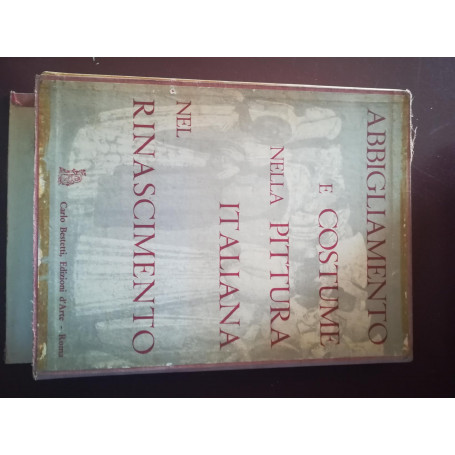 ABBIGLIAMENTO
E COSTUME
NELLA PITTURA
ITALIANA
NEL
RINASCIMENTO
Carlo Bestetti, Edizioni d'Arte - Roma